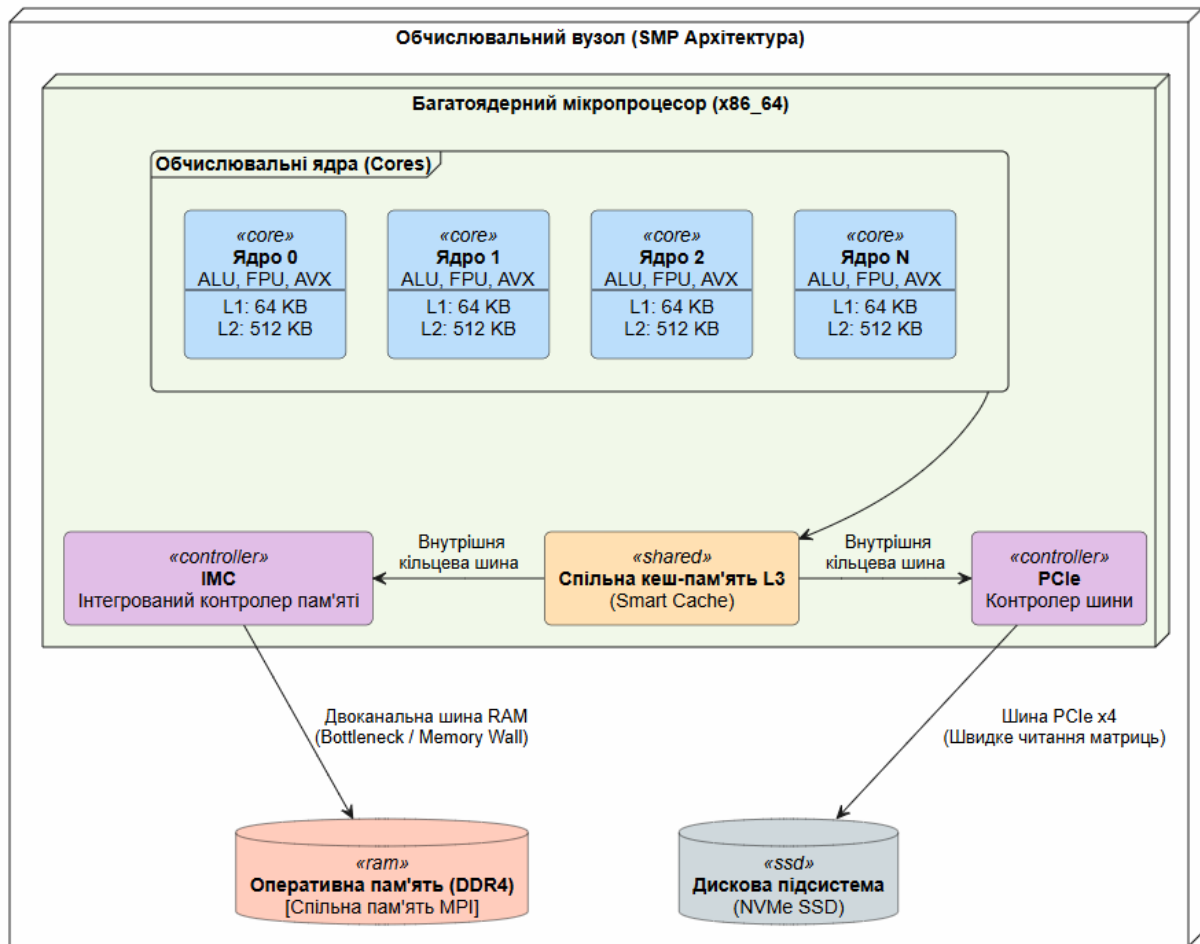 Обчислювальний вузол (SMP Архітектура)
Багатоядерний мікропроцесор (x86_64)
Обчислювальні ядра (Cores)
«core»
Ядро 0
ALU, FPU, AVX
L1: 64 KB
L2: 512 KB
«core»
Ядро 1
ALU, FPU, AVX
L1: 64 KB
L2: 512 KB
«core»
Ядро 2
ALU, FPU, AVX
L1: 64 KB
L2: 512 KB
«core»
Ядро N
ALU, FPU, AVX
L1: 64 KB
L2: 512 KB
«controller»
IMC
Інтегрований контролер пам'яті
Внутрішня
кільцева шина
«shared»
Спільна кеш-пам'ять L3
(Smart Cache)
Внутрішня
кільцева шина
«controller»
PCIe
Контролер шини
Двоканальна шина RAM
(Bottleneck / Memory Wall)
Шина PCIe x4
(Швидке читання матриць)
«ram»
Оперативна пам'ять (DDR4)
[Спільна пам'ять MPI]
«ssd»
Дискова підсистема
(NVMe SSD)